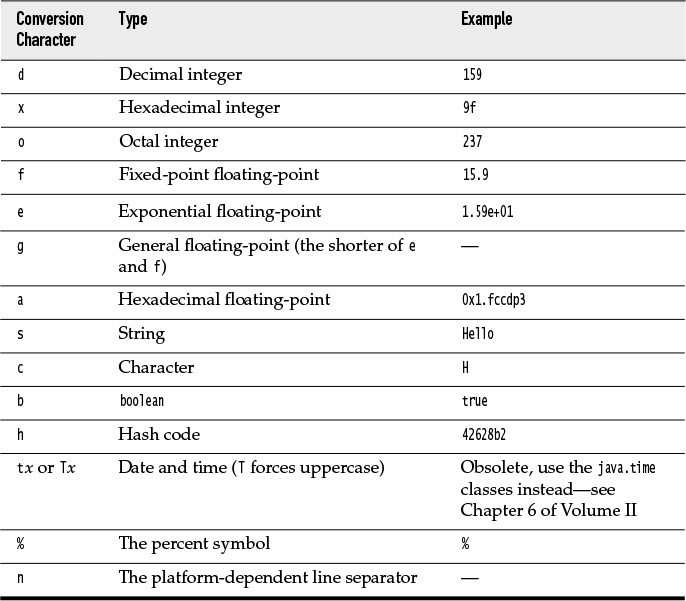 Conversion Character Type Example
d Decimal integer 159
x Hexadecimal integer 9f
o Octal integer 237
f Fixed-point floating-point 15.9
e Exponential floating-point 1.59e+01
g General floating-point (the shorter of e —
and f)
a Hexadecimal floating-point 0x1.fccdp3
s String Hello
c Character H
b boolean true
h Hash code 42628b2
tx or Tx Date and time (T forces uppercase) Obsolete, use the java.time
classes instead—see
Chapter 6 of Volume II
% The percent symbol %
n The platform-dependent line separator —